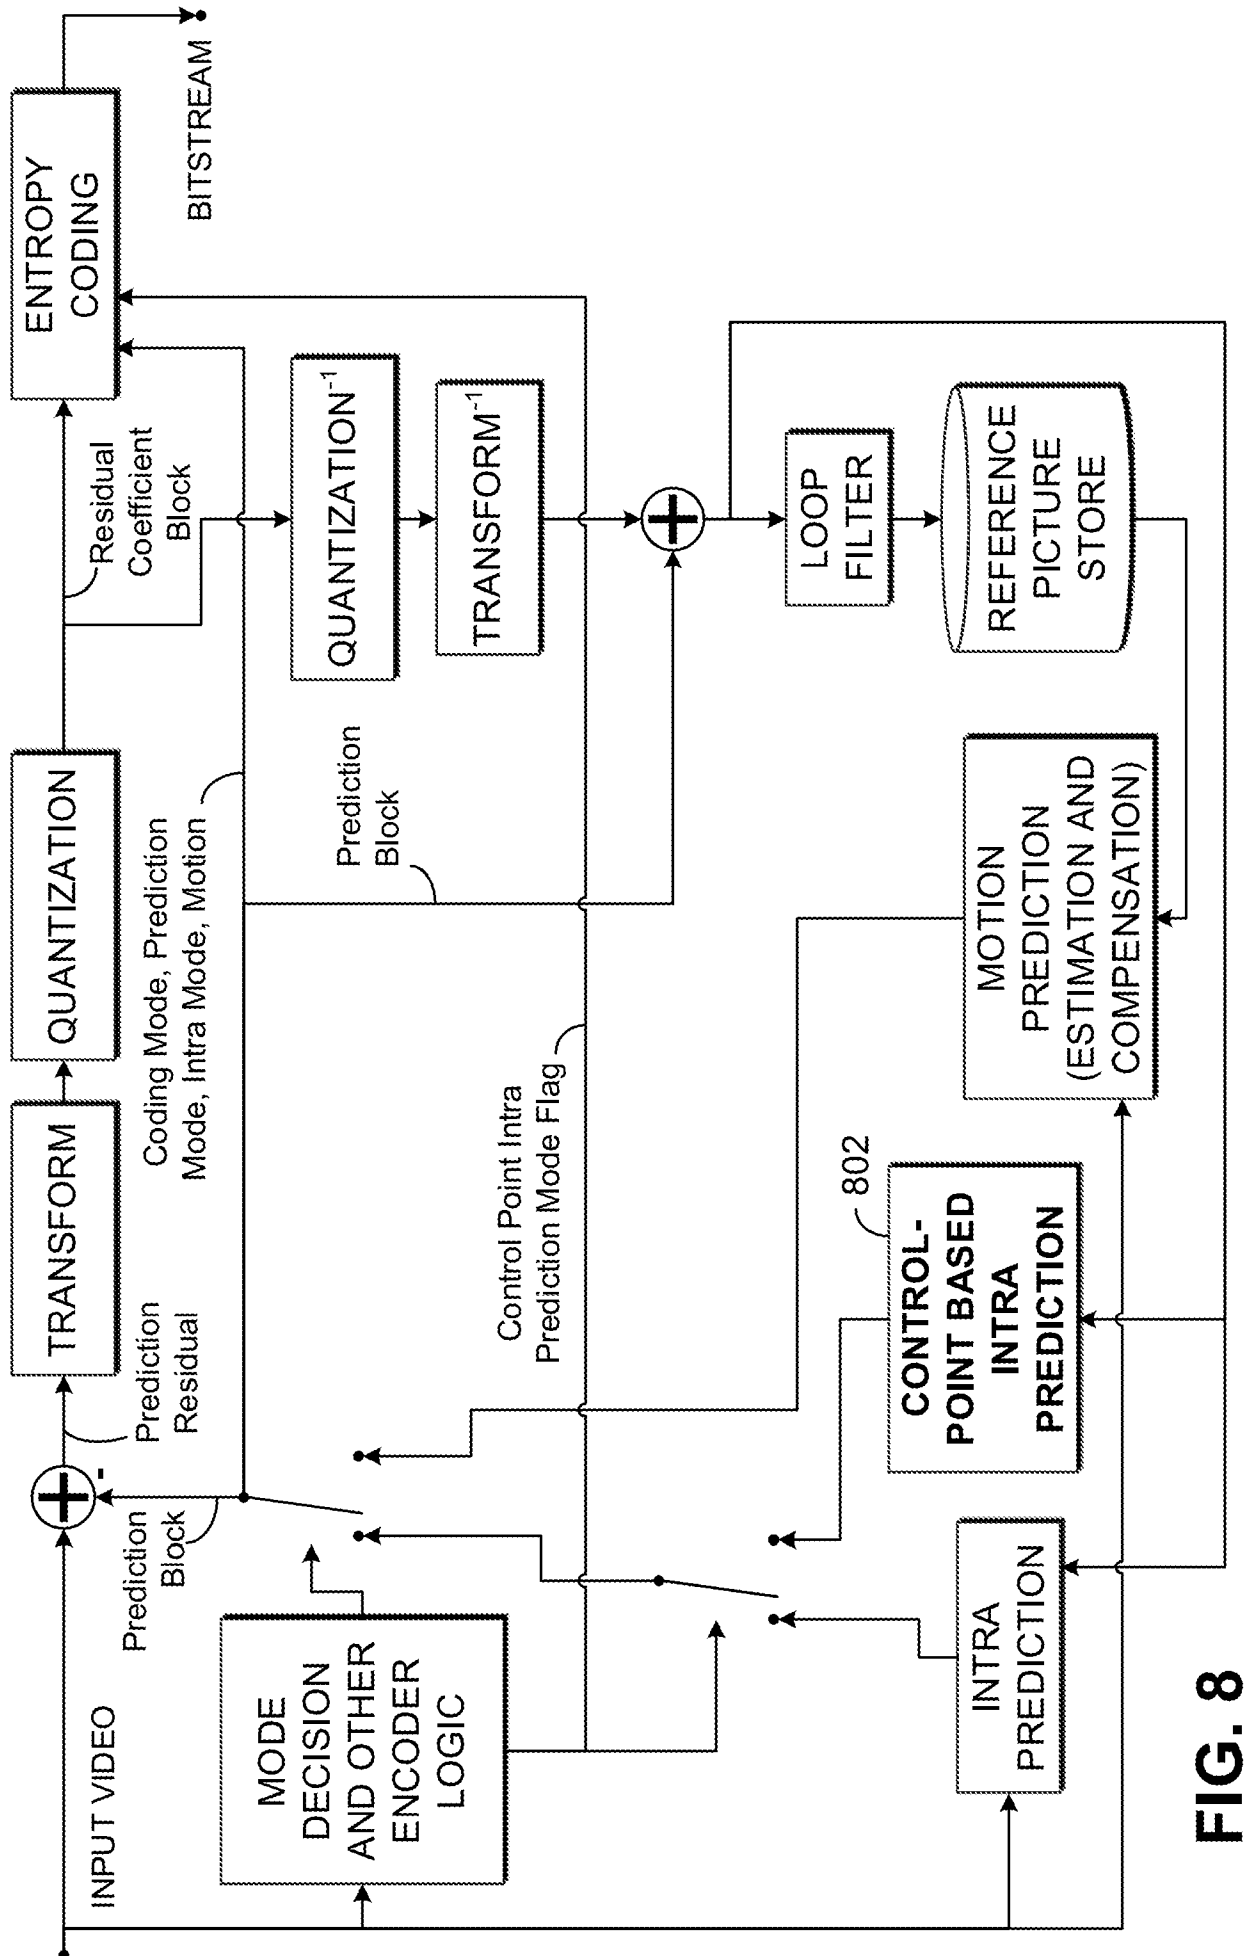 INPUT VIDEO
Prediction
Block
-
Prediction
Residual
TRANSFORM
QUANTIZATION
Residual
Coefficient
Block
ENTROPY
CODING
BITSTREAM
Coding Mode, Prediction
Mode, Intra Mode, Motion
MODE
DECISION
AND OTHER
ENCODER
LOGIC
QUANTIZATION-1
TRANSFORM-1
Prediction
Block
Control Point Intra
Prediction Mode Flag
LOOP
FILTER
802
CONTROL-
POINT BASED
INTRA
PREDICTION
INTRA
PREDICTION
MOTION
PREDICTION
(ESTIMATION AND
COMPENSATION)
REFERENCE
PICTURE
STORE
FIG. 8